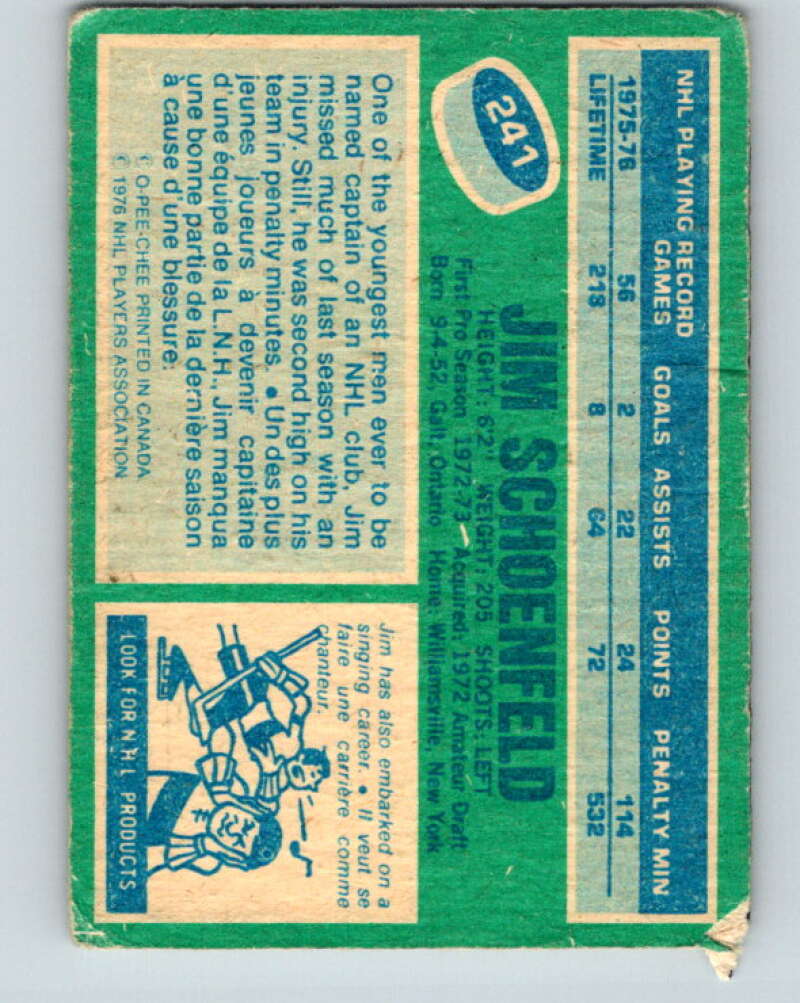 NHL PLAYING RECORD
GAMES GOALS ASSISTS POINTS PENALTY MIN
1975-76 56 2 22 24 114
LIFETIME 218 8 64 72 532
241
JIM SCHOENFELD
HEIGHT: 6'2" WEIGHT: 205 SHOOTS: LEFT
First Pro Season 1972-73 Acquired: 1972 Amateur Draft
Born 9-4-52, Galt, Ontario Home: Williamsville, New York
One of the youngest men ever to be
named captain of an NHL club, Jim
missed much of last season with an
injury. Still, he was second high on his
team in penalty minutes. • Un des plus
jeunes joueurs à devenir capitaine
d'une équipe de la L.N.H., Jim manqua
une bonne partie de la dernière saison
à cause d'une blessure.
© O-PEE-CHEE PRINTED IN CANADA
© 1976 NHL PLAYERS ASSOCIATION
Jim has also embarked on a
singing career. • Il veut se
faire une carrière comme
chanteur.
LOOK FOR NHL PRODUCTS